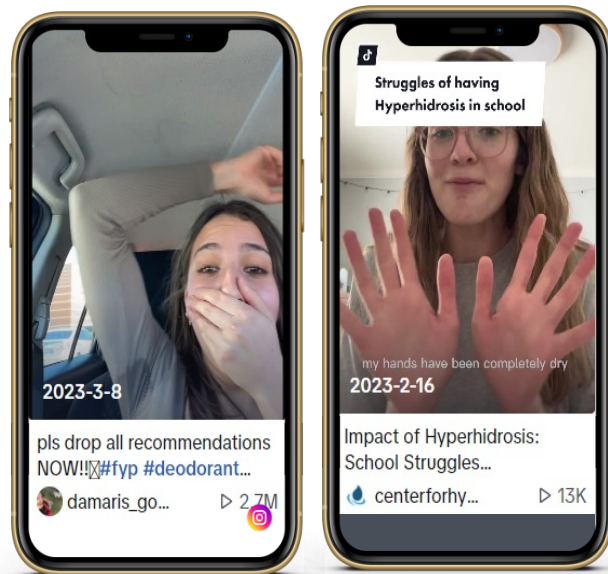 2023-3-8
pls drop all recommendations
NOW!!#fyp #deodorant...
damaris_go...
2.7M
Struggles of having
Hyperhidrosis in school
my hands have been completely dry
2023-2-16
Impact of Hyperhidrosis:
School Struggles...
centerforhy...
13K